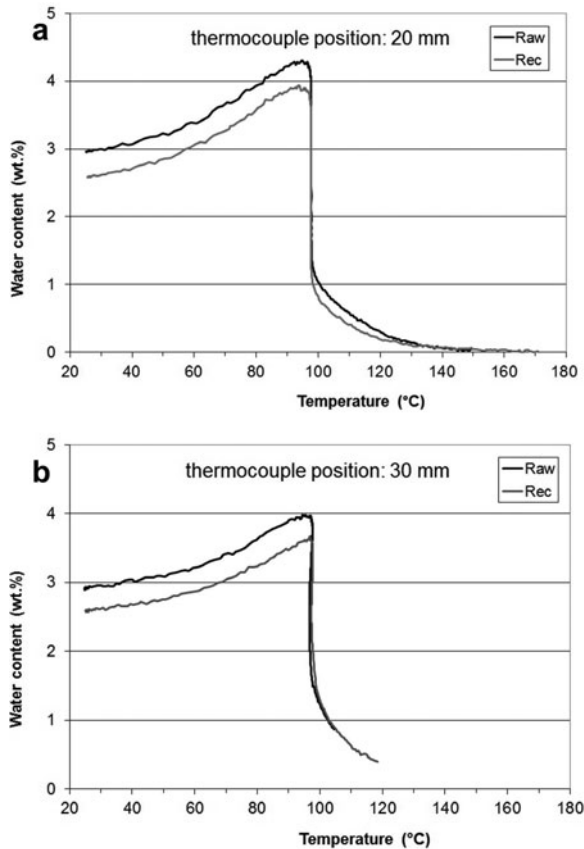 a
thermocouple position: 20 mm
Raw
Rec
Water content (wt.%)
5
4
3
2
1
0
20 40 60 80 100 120 140 160 180
Temperature (°C)
b
thermocouple position: 30 mm
Raw
Rec
Water content (wt.%)
5
4
3
2
1
0
20 40 60 80 100 120 140 160 180
Temperature (°C)